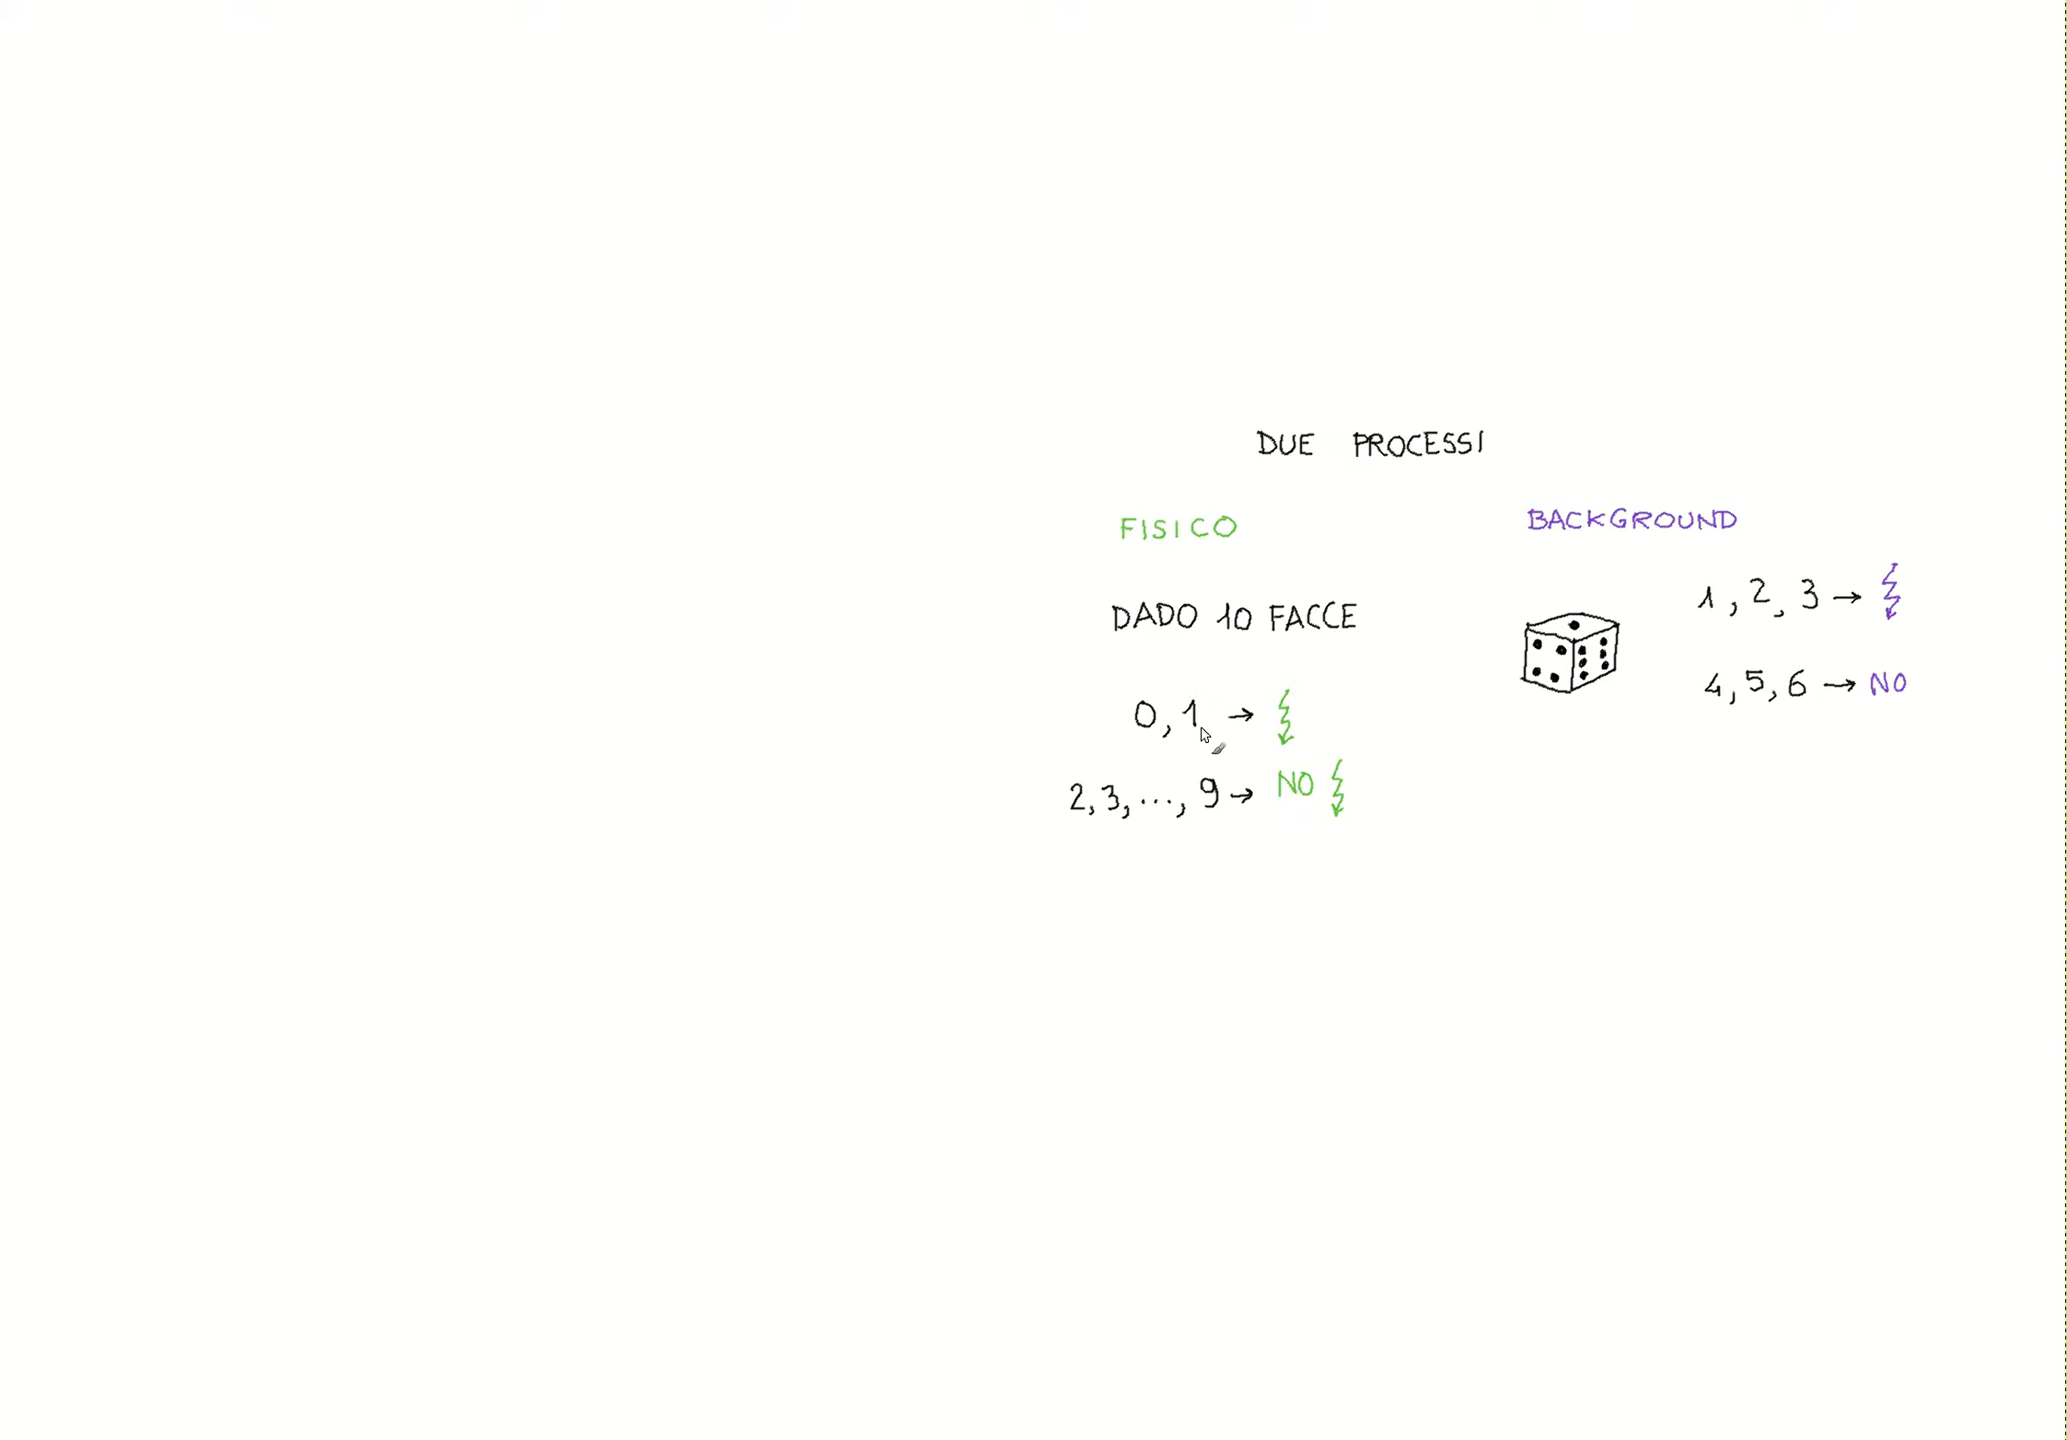 DUE PROCESSI
FISICO
DADO 10 FACCE
0, 1, →
2, 3, ..., 9 → NO
BACKGROUND
1, 2, 3 →
4, 5, 6 → NO